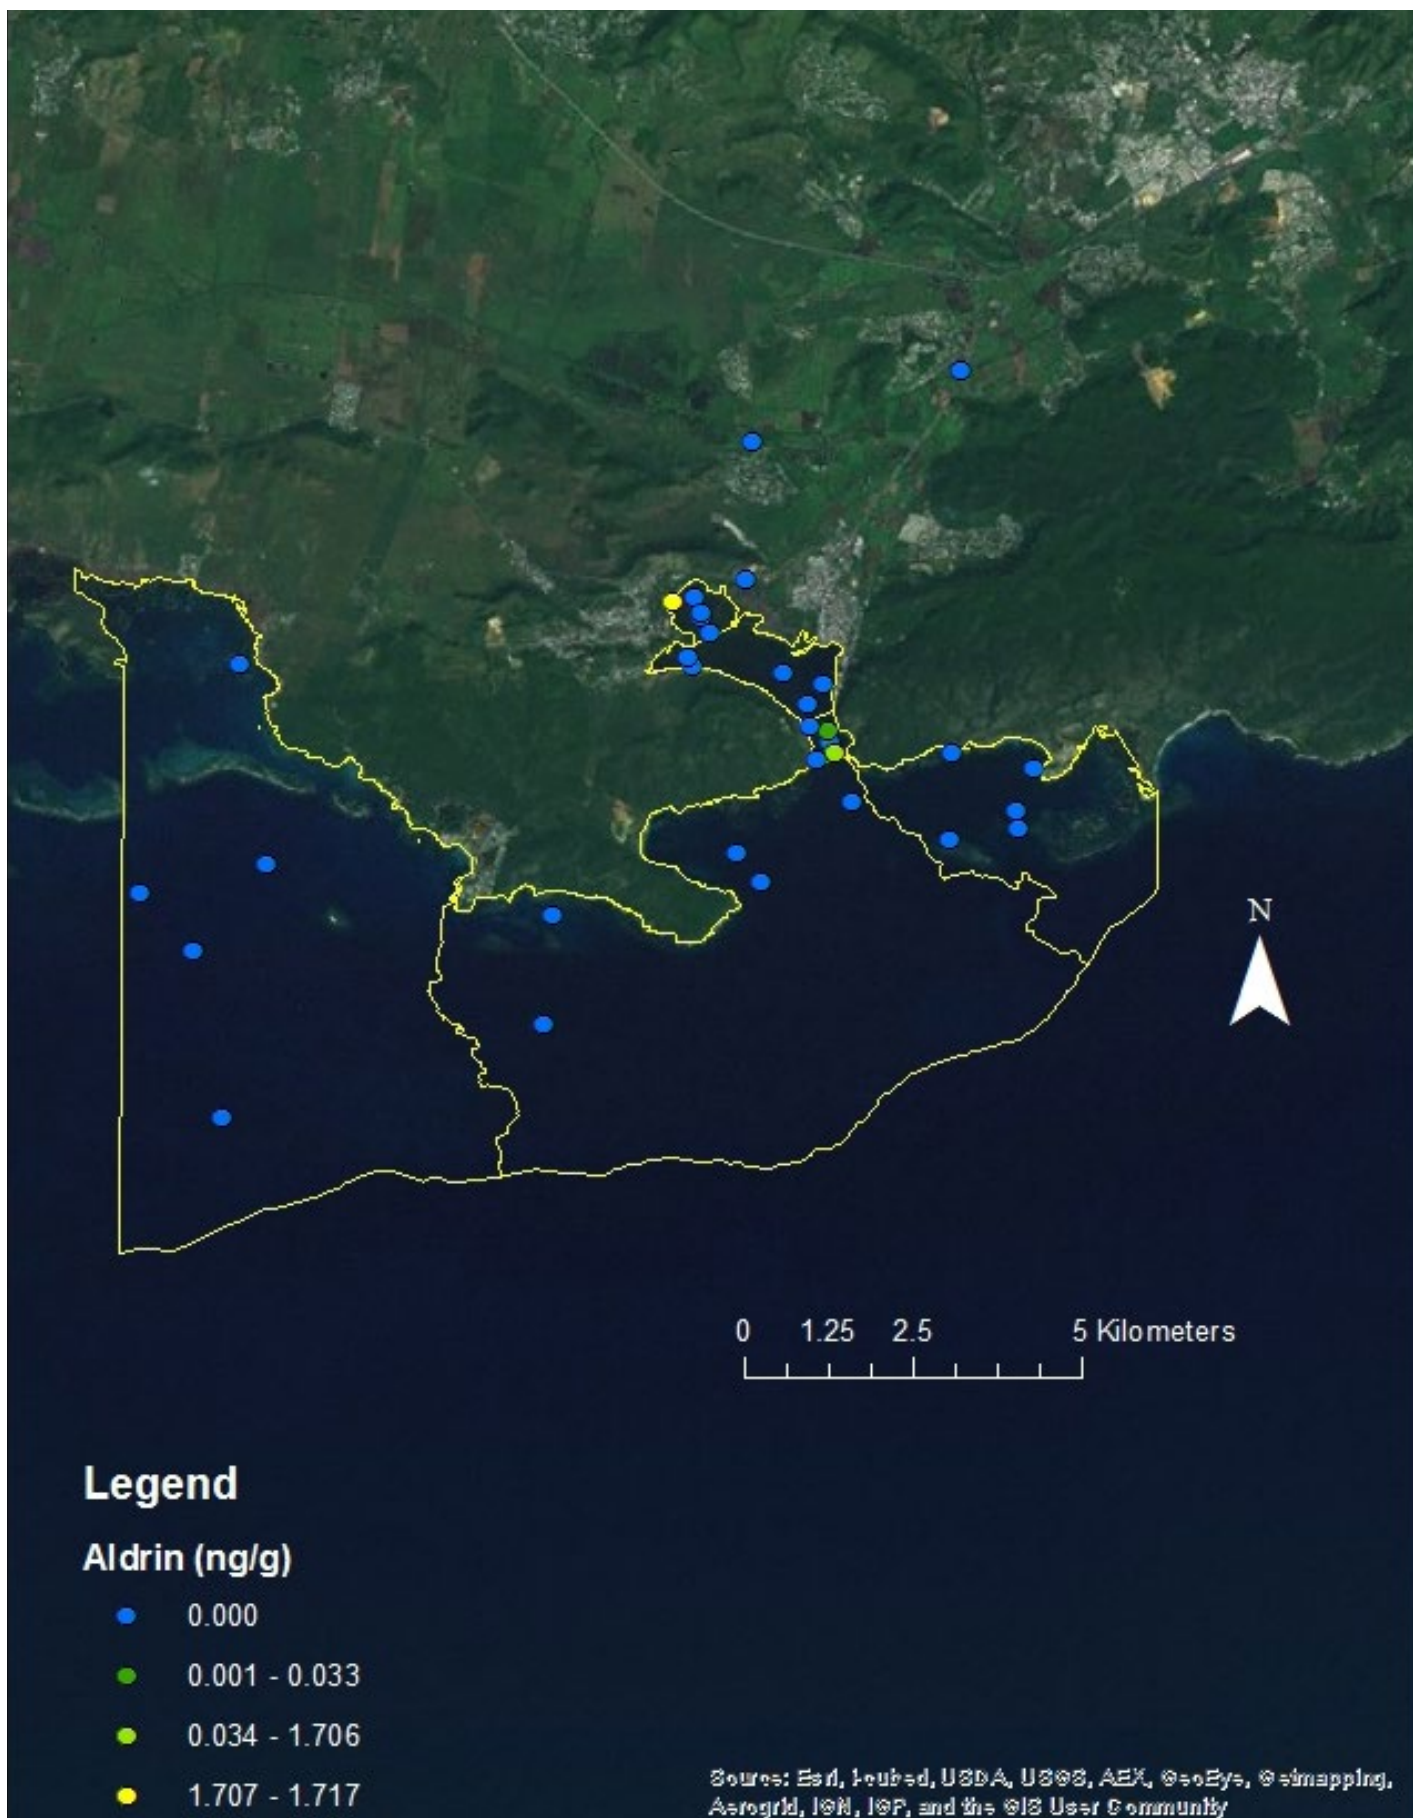 N
0 1.25 2.5 5 Kilometers
Legend
Aldrin (ng/g)
0.000
0.001 - 0.033
0.034 - 1.706
1.707 - 1.717
Source: Esri, i-cubed, USDA, USGS, AEX, GeoEye, Getmapping,
Aerogrid, IGN, IGP, and the GIS User Community